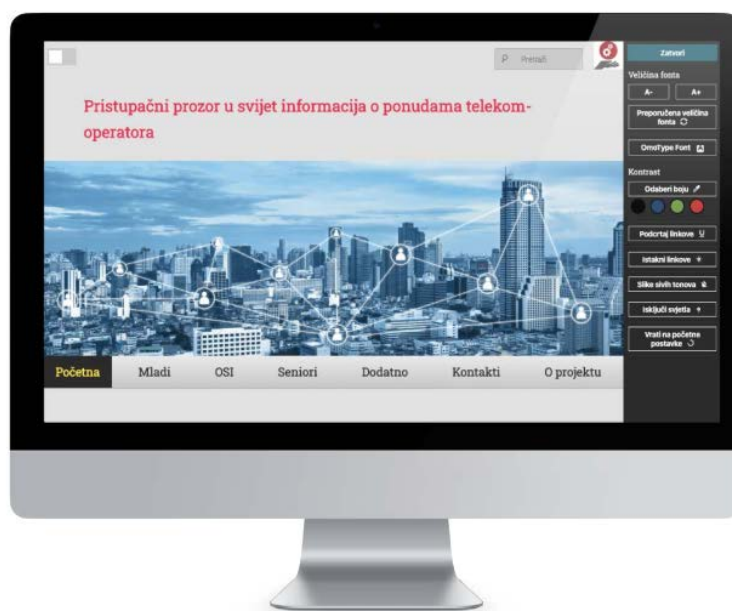 Pretraži
Pristupačni prozor u svijet informacija o ponudama telekom-
operatora
Početna Mladi OSI Seniori Dodatno Kontakti O projektu
Zatvori
Veličina fonta
A- A+
Preporučena veličina
fonta
OmoType Font
Kontrast
Odaberi boju
Podcrtaj linkove
Istakni linkove
Slike sivih tonova
Isključi svjetla
Vrati na početne
postavke